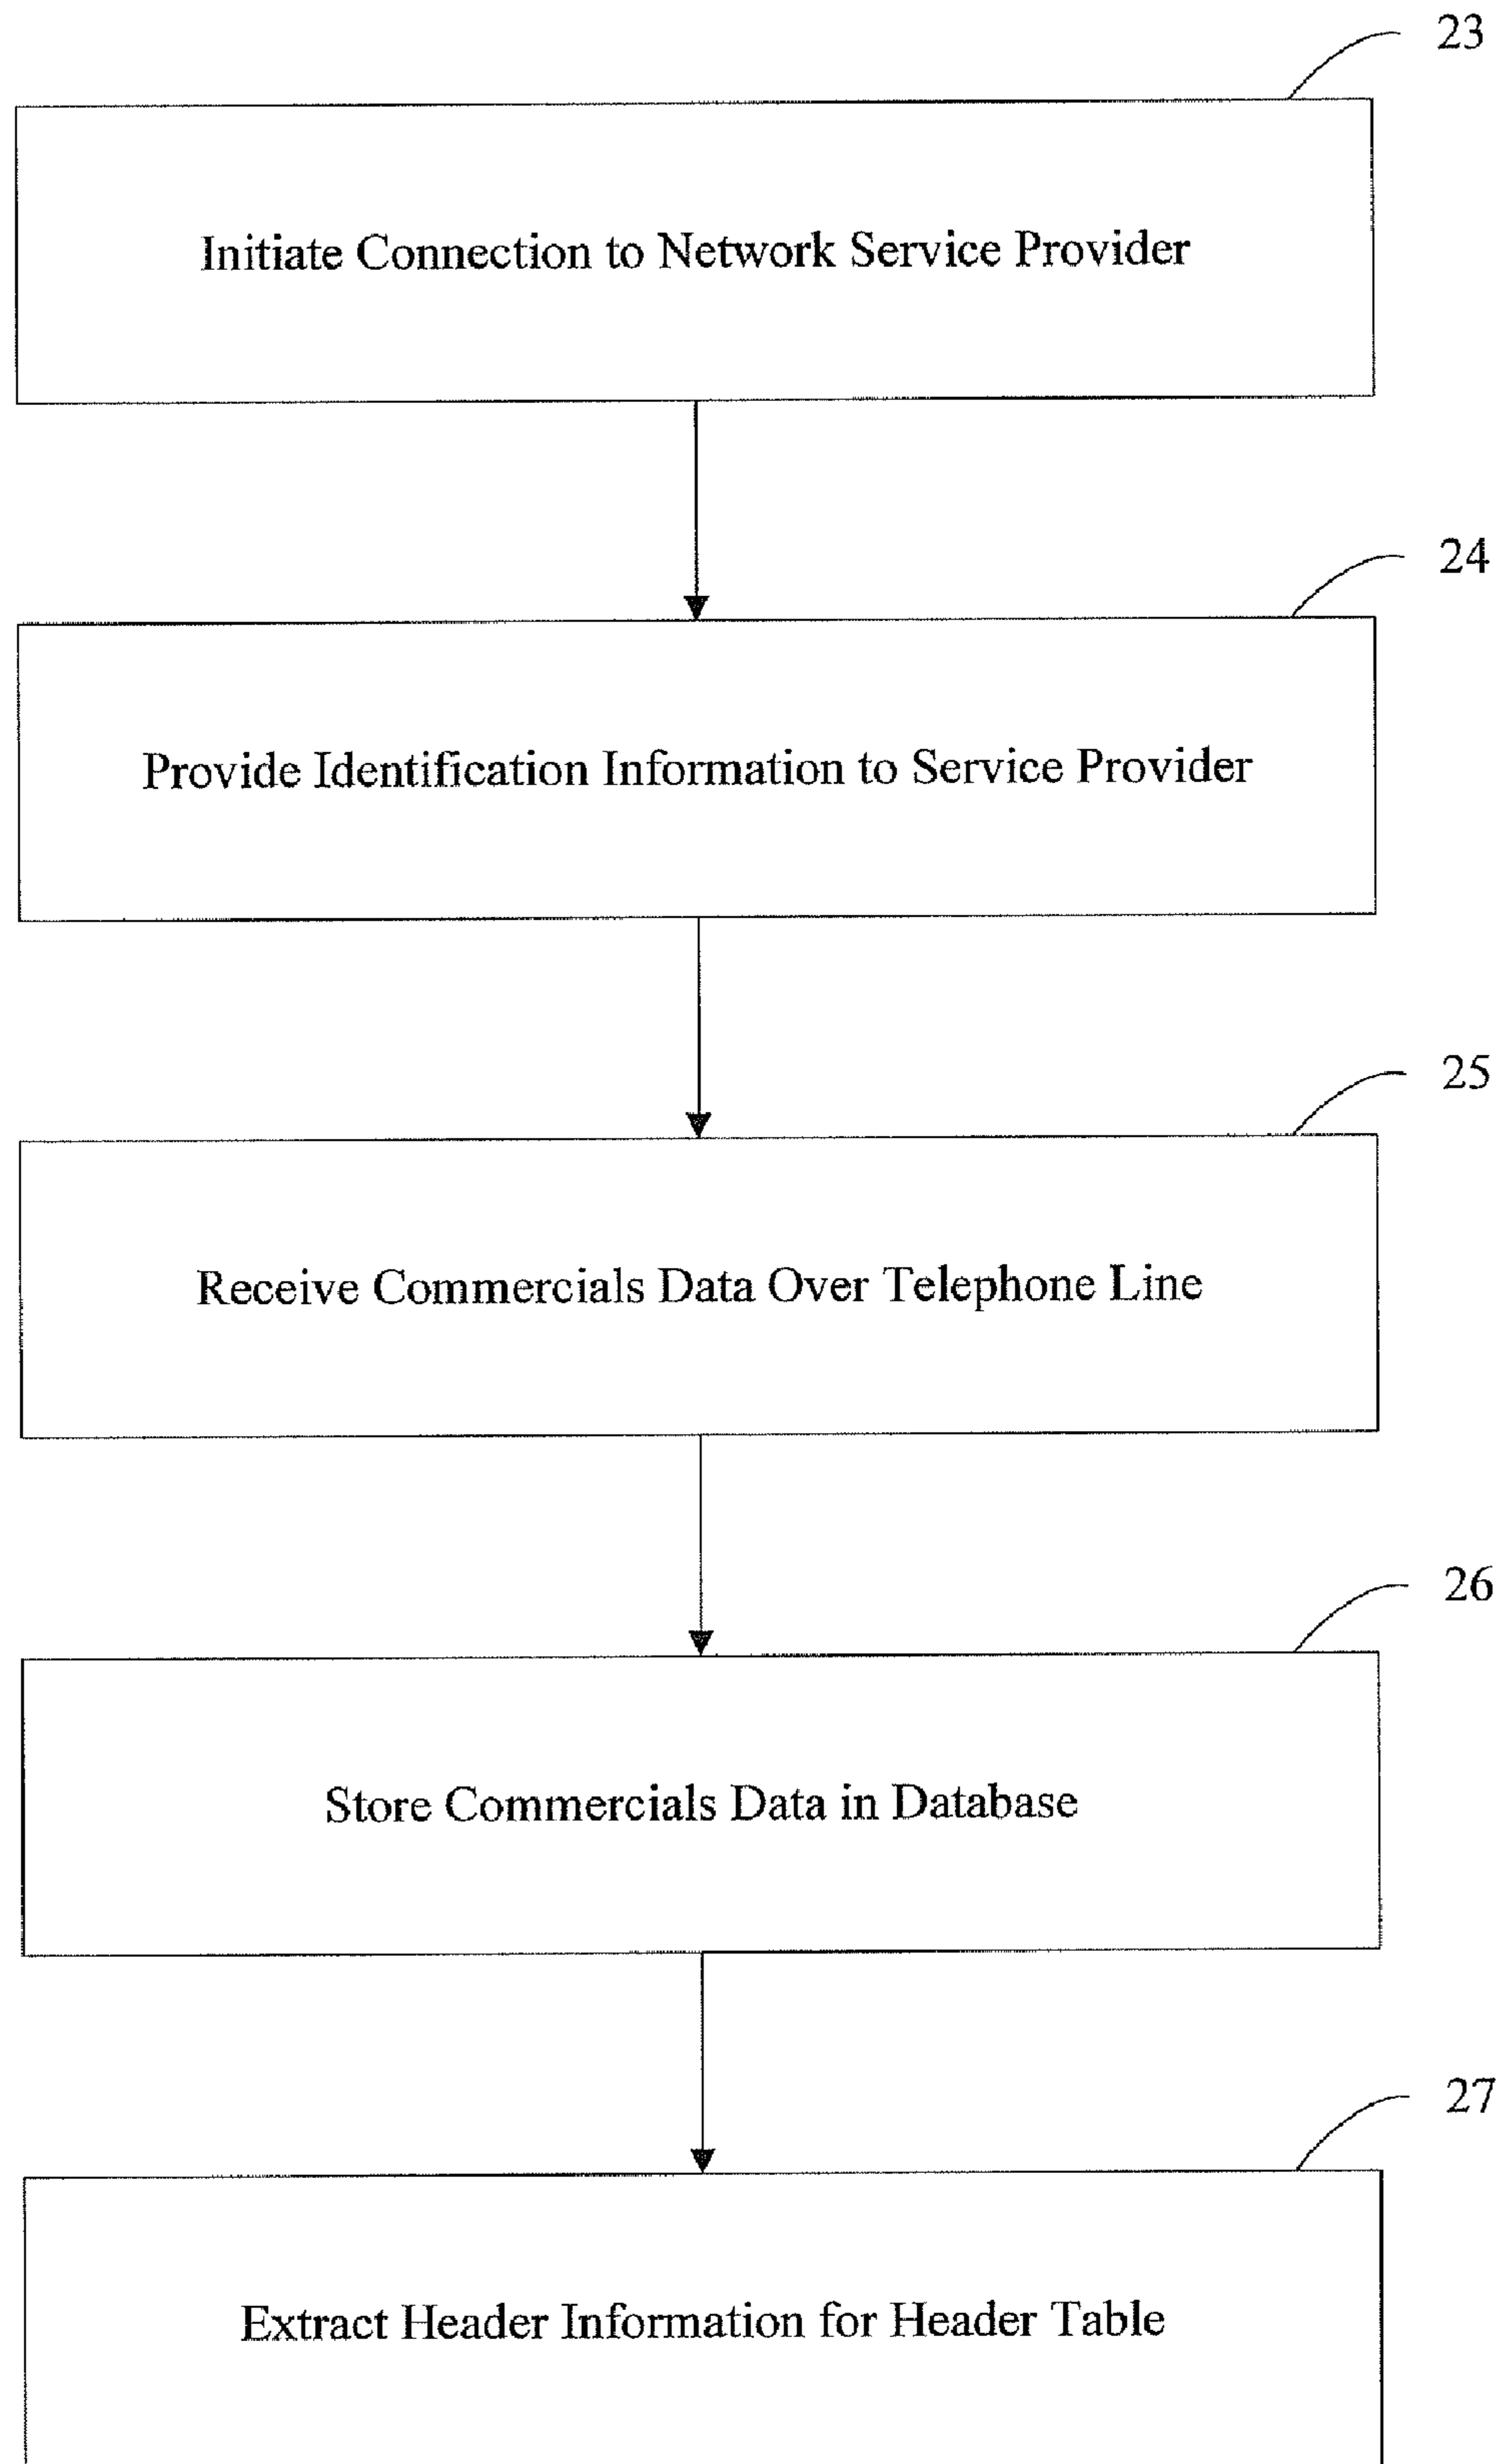 23
Initiate Connection to Network Service Provider
24
Provide Identification Information to Service Provider
25
Receive Commercials Data Over Telephone Line
26
Store Commercials Data in Database
27
Extract Header Information for Header Table